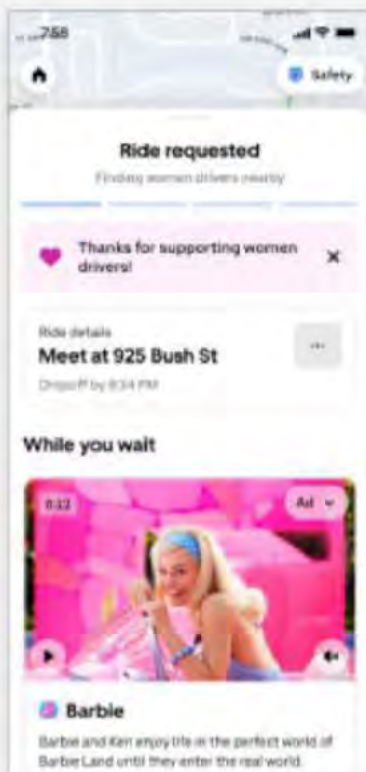 7:58
Safety
Ride requested
Finding women drivers nearby
Thanks for supporting women
drivers!
Ride details
Meet at 925 Bush St
Dropoff by 8:34 PM
While you wait
0:22
Ad
Barbie
Barbie and Ken enjoy life in the perfect world of
Barbie Land until they enter the real world.